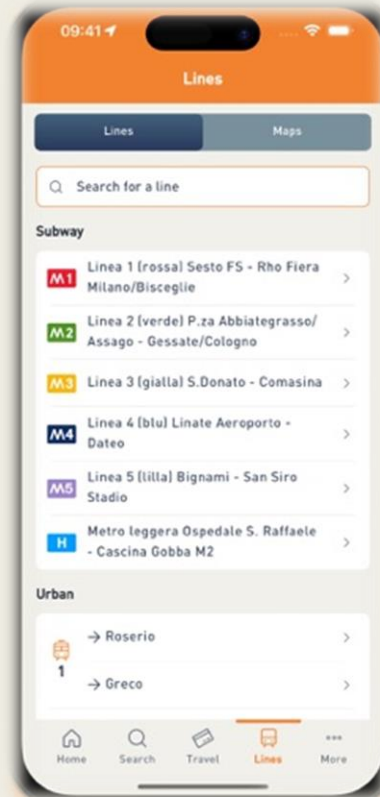 09:41
Lines
Lines
Maps
Search for a line
Subway
M1
Linea 1 (rossa) Sesto FS - Rho Fiera
Milano/Bisceglie
M2
Linea 2 (verde) P.za Abbiategrasso/
Assago - Gessate/Cologno
M3
Linea 3 (gialla) S.Donato - Comasina
M4
Linea 4 (blu) Linate Aeroporto -
Dateo
M5
Linea 5 (lilla) Bignami - San Siro
Stadio
H
Metro leggera Ospedale S. Raffaele
- Cascina Gobba M2
Urban
1
→ Roserio
→ Greco
Home
Search
Travel
Lines
More